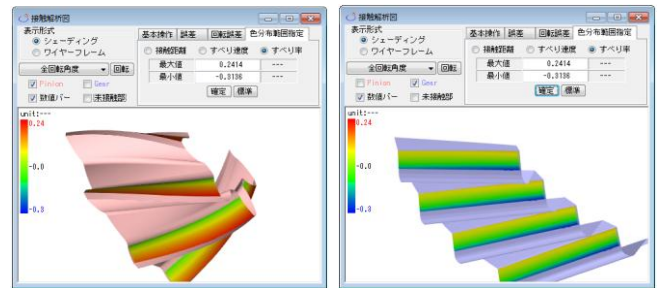 接触解析図
表示形式
シェーディング
ワイヤーフレーム
全回転角度
回転
Pinion
Gear
数値バー
未接触部
基本操作
誤差
回転誤差
色分布範囲指定
接触距離
すべり速度
すべり率
最大値
0.2414
---
最小値
-0.3136
---
確定
標準
unit:---
0.24
-0.0
-0.3
接触解析図
表示形式
シェーディング
ワイヤーフレーム
全回転角度
回転
Pinion
Gear
数値バー
未接触部
基本操作
誤差
回転誤差
色分布範囲指定
接触距離
すべり速度
すべり率
最大値
0.2414
---
最小値
-0.3136
---
確定
標準
unit:---
0.24
-0.0
-0.3